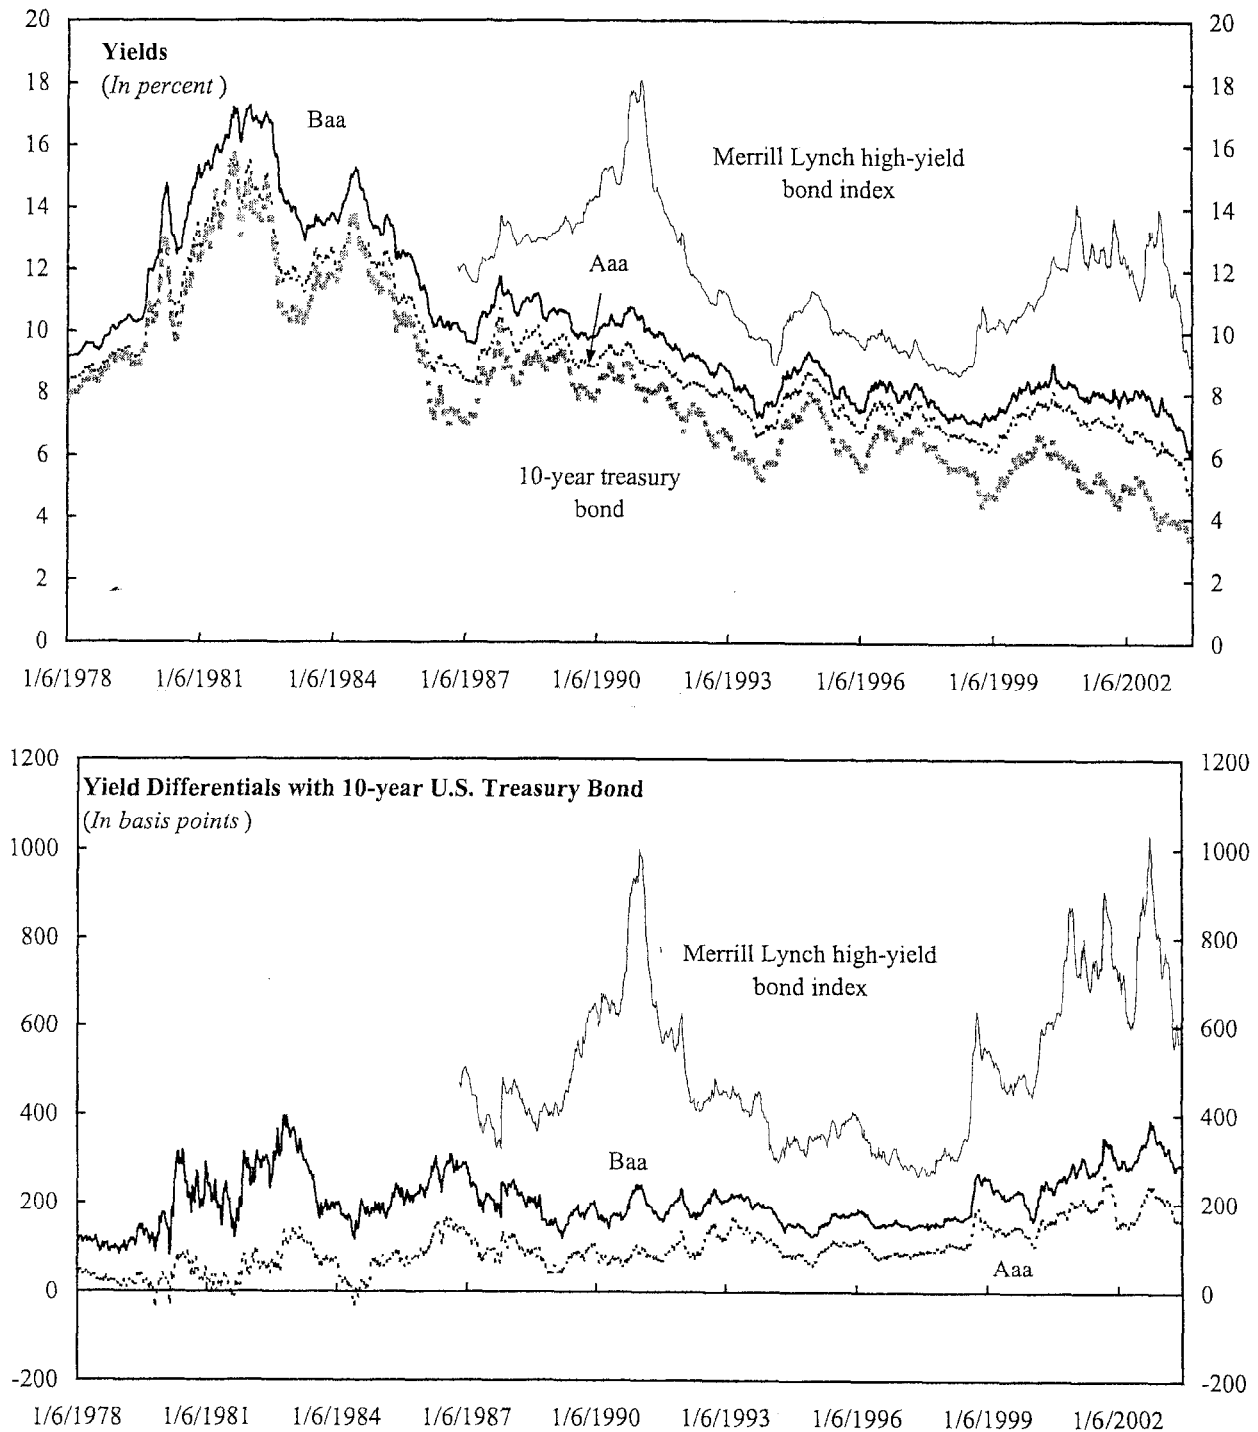 Yields
(In percent )
20
18
16
14
12
10
8
6
4
2
0
Baa
Merrill Lynch high-yield
bond index
Aaa
10-year treasury
bond
20
18
16
14
12
10
8
6
4
2
0
1/6/1978 1/6/1981 1/6/1984 1/6/1987 1/6/1990 1/6/1993 1/6/1996 1/6/1999 1/6/2002
Yield Differentials with 10-year U.S. Treasury Bond
(In basis points )
1200
1000
800
600
400
200
0
-200
Merrill Lynch high-yield
bond index
Baa
Aaa
1200
1000
800
600
400
200
0
-200
1/6/1978 1/6/1981 1/6/1984 1/6/1987 1/6/1990 1/6/1993 1/6/1996 1/6/1999 1/6/2002